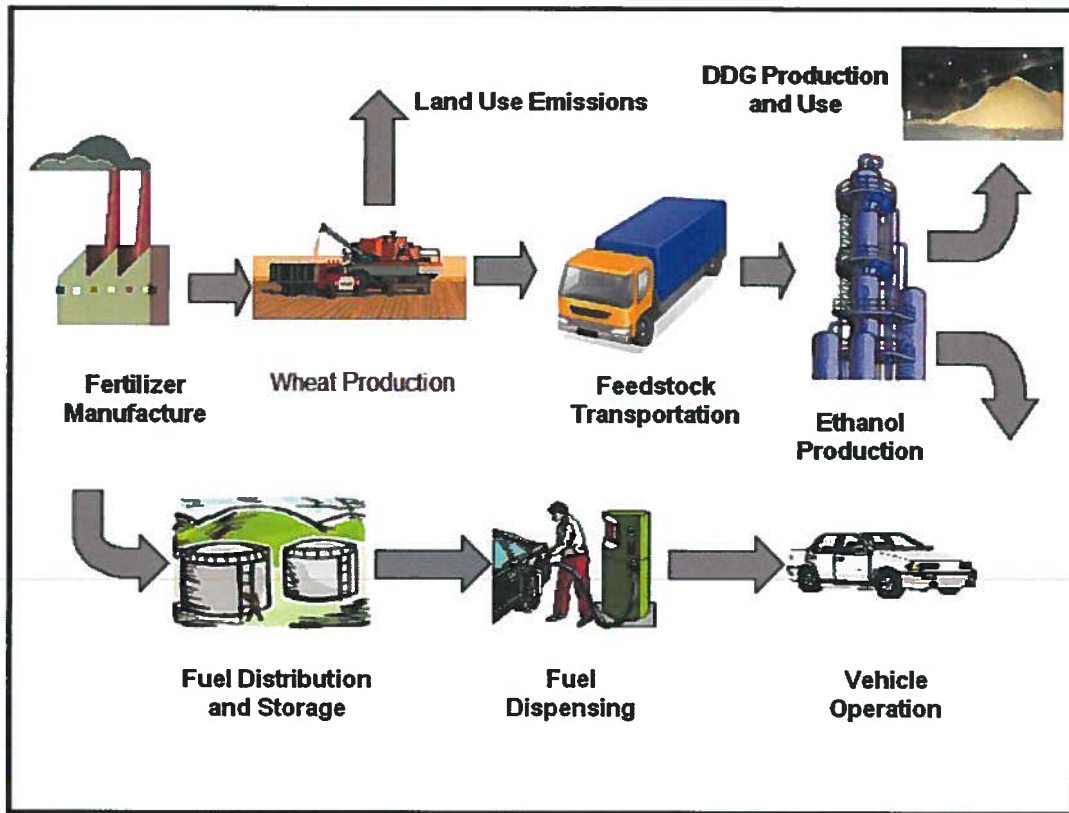 DDG Production
and Use
Land Use Emissions
Fertilizer
Manufacture
Wheat Production
Feedstock
Transportation
Ethanol
Production
Fuel Distribution
and Storage
Fuel
Dispensing
Vehicle
Operation